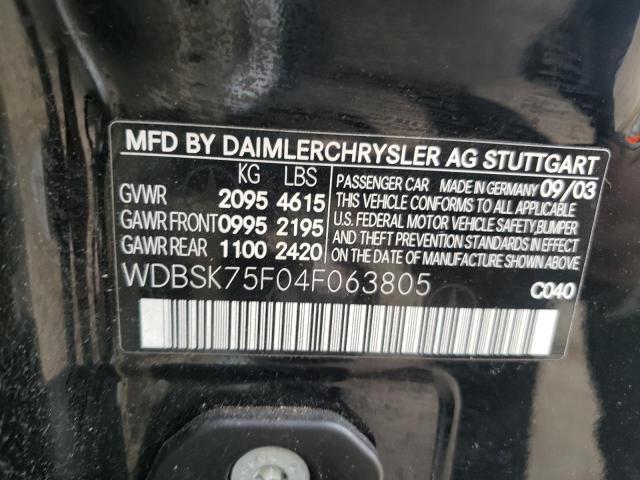 MFD BY DAIMLERCHRYSLER AG STUTTGART
KG LBS
GVWR 2095 4615
GAWR FRONT 0995 2195
GAWR REAR 1100 2420
PASSENGER CAR MADE IN GERMANY 09/03
THIS VEHICLE CONFORMS TO ALL APPLICABLE
U.S. FEDERAL MOTOR VEHICLE SAFETY, BUMPER
AND THEFT PREVENTION STANDARDS IN EFFECT
ON THE DATE OF MANUFACTURE SHOWN ABOVE.
WDBSK75F04F063805
C040